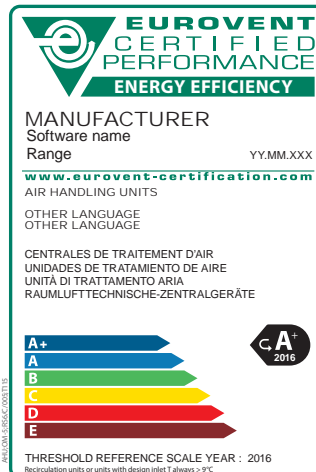 EUROVENT
CERTIFIED
PERFORMANCE
ENERGY EFFICIENCY
MANUFACTURER
Software name
Range YY.MM.XXX
www.eurovent-certification.com
AIR HANDLING UNITS
OTHER LANGUAGE
OTHER LANGUAGE
CENTRALES DE TRAITEMENT D'AIR
UNIDADES DE TRATAMIENTO DE AIRE
UNITÀ DI TRATTAMENTO ARIA
RAUMLUFTTECHNISCHE-ZENTRALGERÄTE
A+
A
B
C
D
E
A+
2016
THRESHOLD REFERENCE SCALE YEAR : 2016
Recirculation units or units with design inlet T always > 9°C